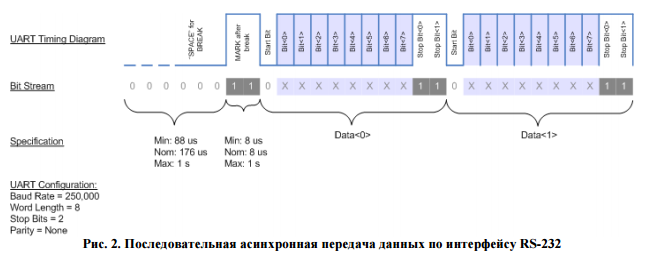 UART Timing Diagram
"SPACE" for BREAK
MARK after break
Start Bit
Bit<0>
Bit<1>
Bit<2>
Bit<3>
Bit<4>
Bit<5>
Bit<6>
Bit<7>
Stop Bit<0>
Stop Bit<1>
Start Bit
Bit<0>
Bit<1>
Bit<2>
Bit<3>
Bit<4>
Bit<5>
Bit<6>
Bit<7>
Stop Bit<0>
Stop Bit<1>
Bit Stream 0 0 0 0 0 0 1 1 0 X X X X X X X X 1 1 0 X X X X X X X X 1 1
Data<0> Data<1>
Specification
Min: 88 us
Nom: 176 us
Max: 1 s
Min: 8 us
Nom: 8 us
Max: 1 s
UART Configuration:
Baud Rate = 250,000
Word Length = 8
Stop Bits = 2
Parity = None
Рис. 2. Последовательная асинхронная передача данных по интерфейсу RS-232